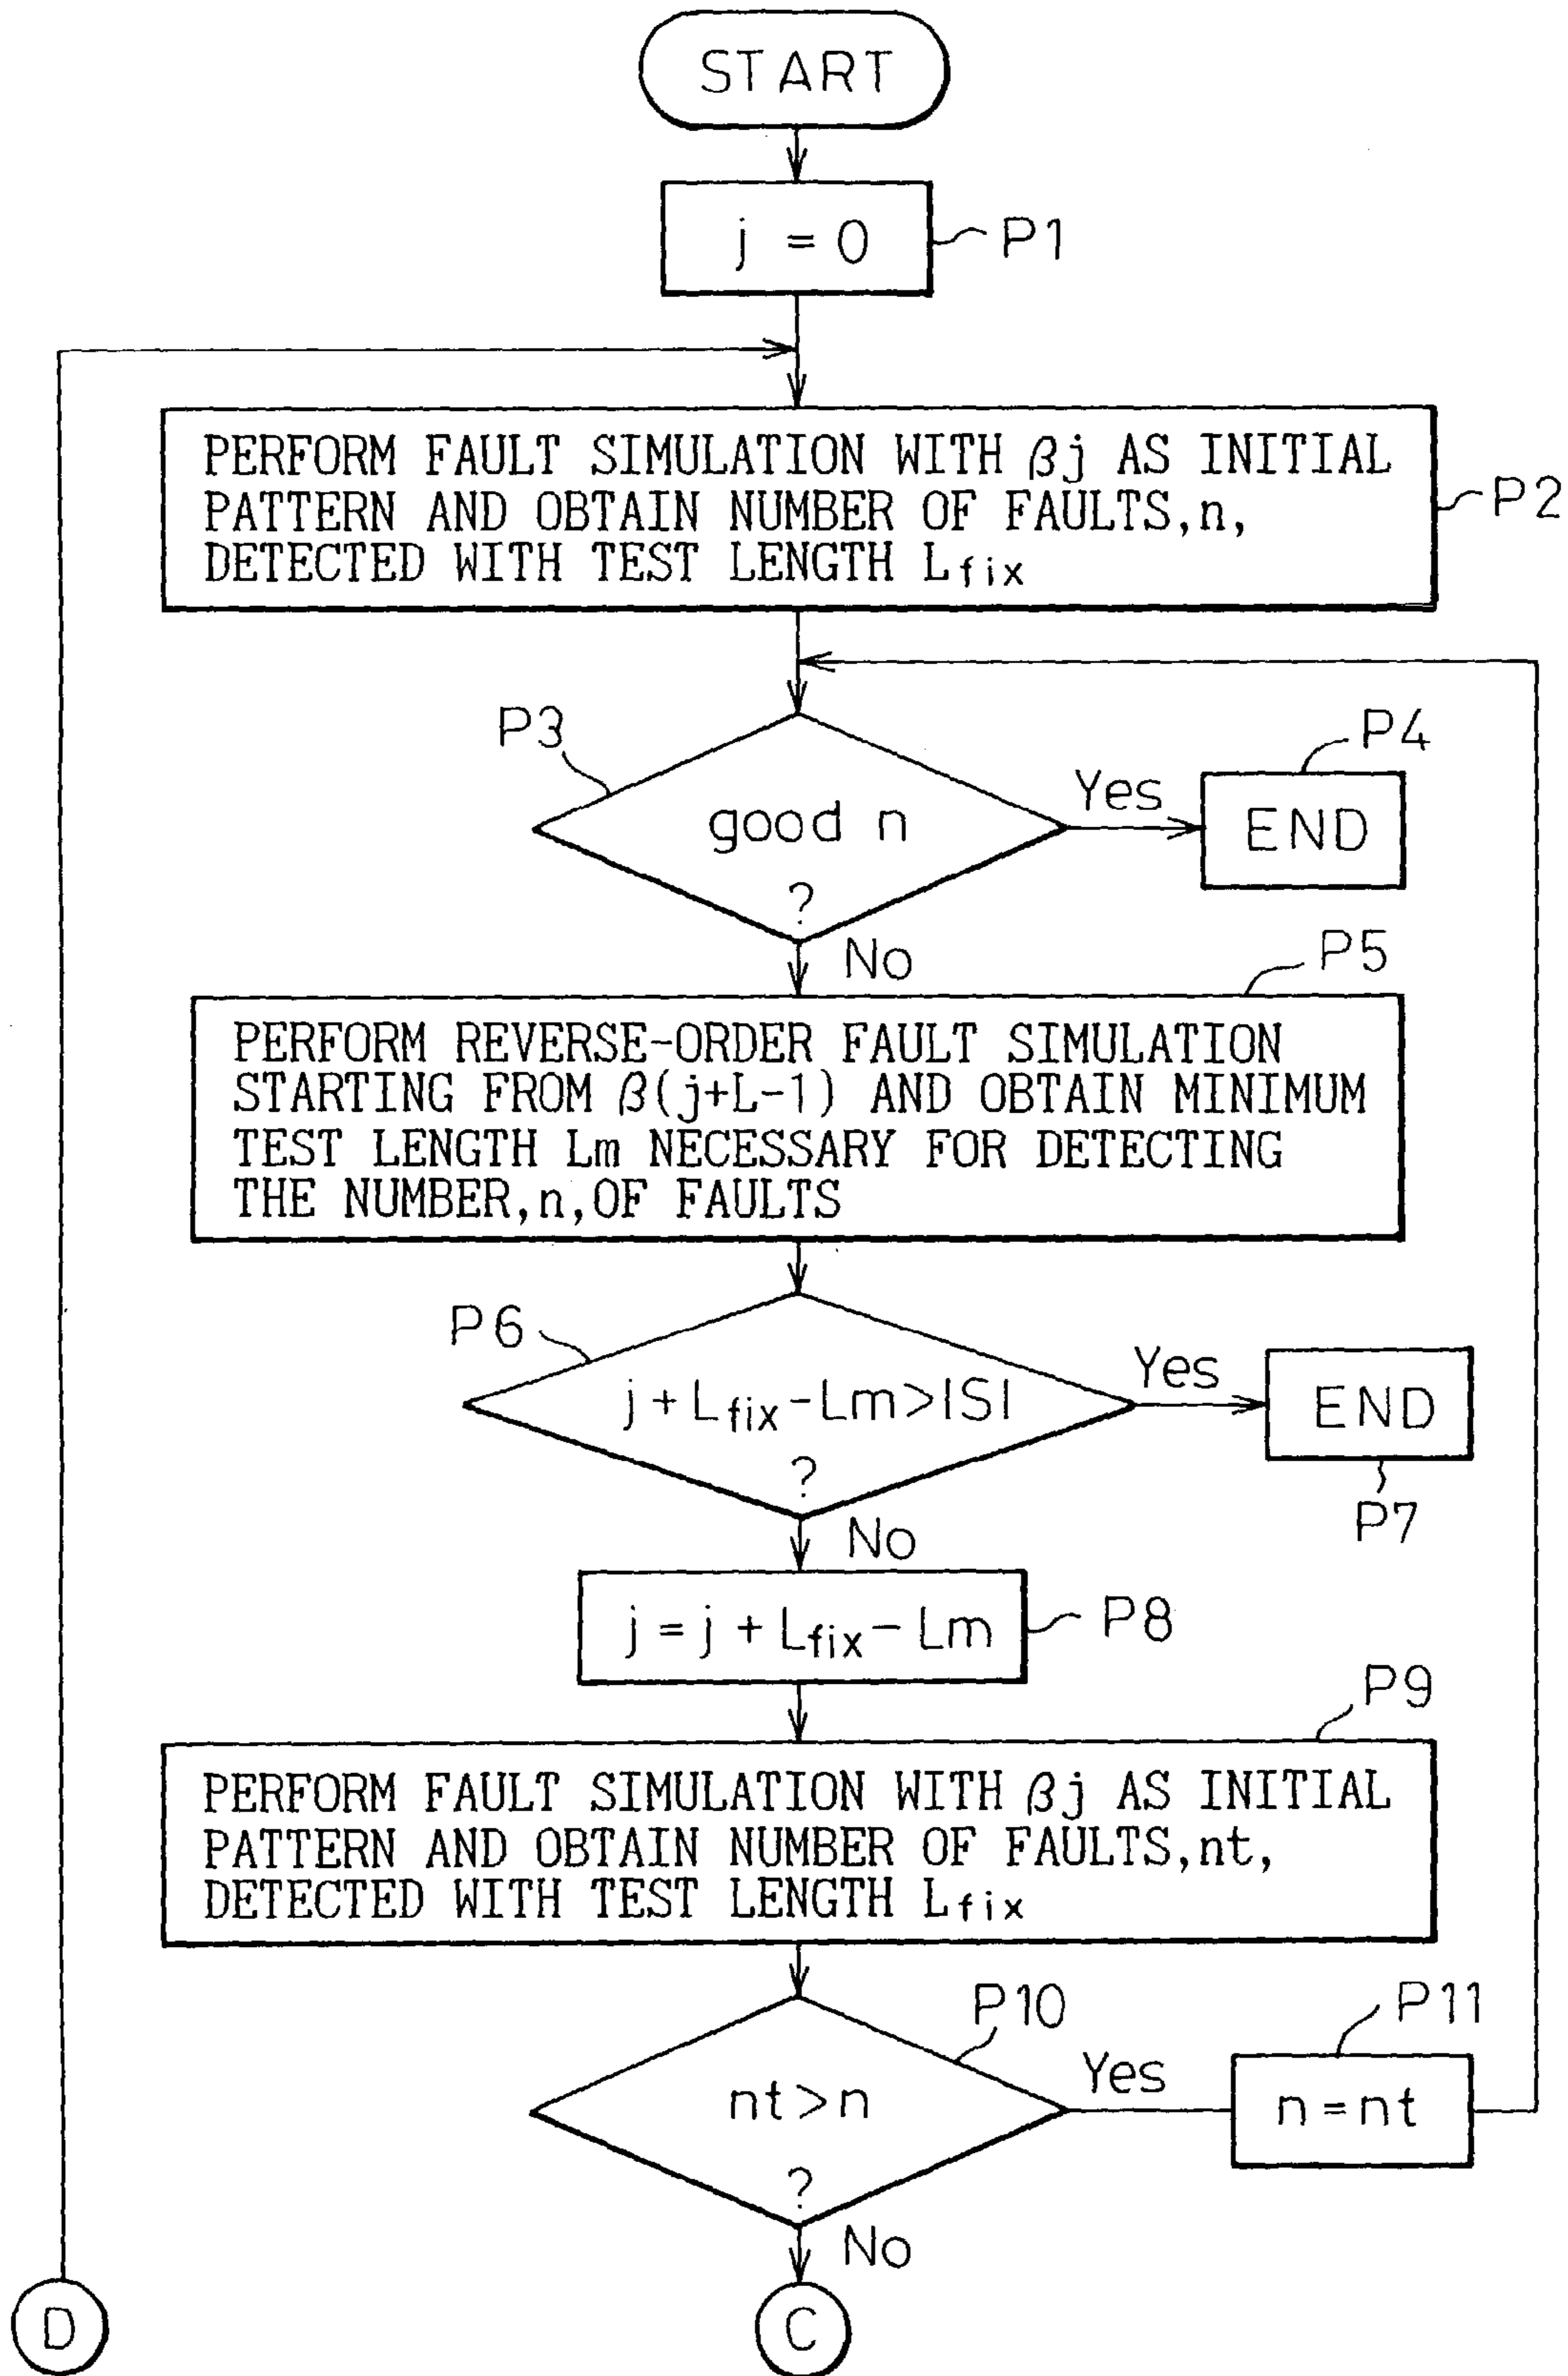 START
j = 0
P1
PERFORM FAULT SIMULATION WITH βj AS INITIAL
PATTERN AND OBTAIN NUMBER OF FAULTS,n,
DETECTED WITH TEST LENGTH Lfix
P2
P3
good n
?
Yes
P4
END
No
P5
PERFORM REVERSE-ORDER FAULT SIMULATION
STARTING FROM β(j+L-1) AND OBTAIN MINIMUM
TEST LENGTH Lm NECESSARY FOR DETECTING
THE NUMBER,n,OF FAULTS
P6
j + Lfix - Lm > |S|
?
Yes
END
P7
No
j = j + Lfix - Lm
P8
P9
PERFORM FAULT SIMULATION WITH βj AS INITIAL
PATTERN AND OBTAIN NUMBER OF FAULTS,nt,
DETECTED WITH TEST LENGTH Lfix
P10
nt > n
?
Yes
P11
n = nt
No
D
C